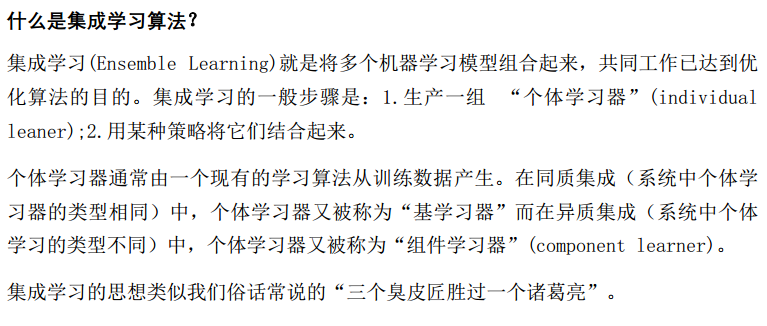 什么是集成学习算法？
集成学习(Ensemble Learning)就是将多个机器学习模型组合起来，共同工作已达到优
化算法的目的。集成学习的一般步骤是：1.生产一组 “个体学习器”(individual
leaner);2.用某种策略将它们结合起来。
个体学习器通常由一个现有的学习算法从训练数据产生。在同质集成（系统中个体学
习器的类型相同）中，个体学习器又被称为“基学习器”而在异质集成（系统中个体
学习的类型不同）中，个体学习器又被称为“组件学习器”(component learner)。
集成学习的思想类似我们俗话常说的“三个臭皮匠胜过一个诸葛亮”。